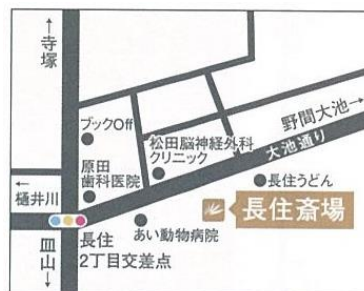 ←寺塚
ブックOff
松田脳神経外科
クリニック
野間大池→
大池通り
原田
歯科医院
←
樋井川
長住うどん
長住斎場
長住
2丁目交差点
あい動物病院
皿山→